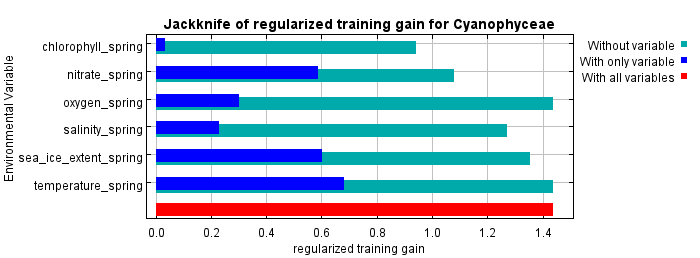 Jackknife of regularized training gain for Cyanophyceae
Environmental Variable
chlorophyll_spring
nitrate_spring
oxygen_spring
salinity_spring
sea_ice_extent_spring
temperature_spring
0.0 0.2 0.4 0.6 0.8 1.0 1.2 1.4
regularized training gain
Without variable
With only variable
With all variables